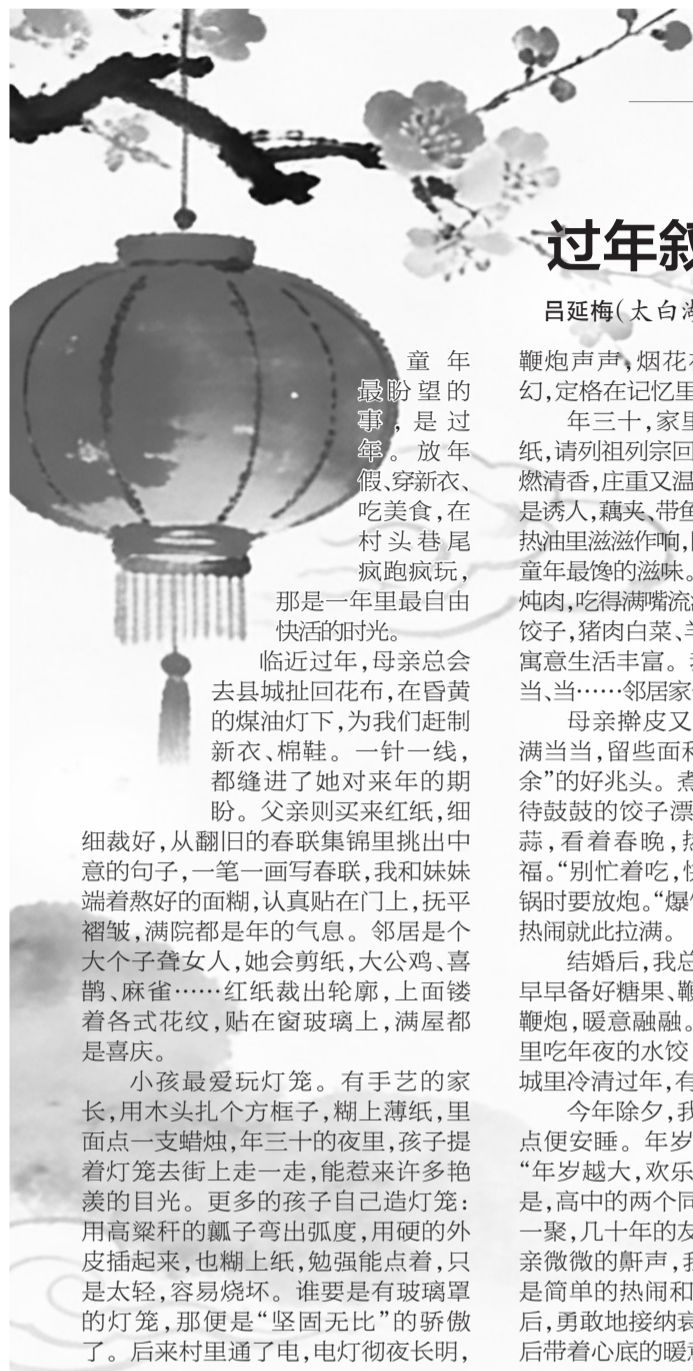 过年叙
吕延梅(太白湖
童年
最盼望的
事，是过
年。放年
假、穿新衣、
吃美食，在
村头巷尾
疯跑疯玩，
那是一年里最自由
快活的时光。
临近过年，母亲总会
去县城扯回花布，在昏黄
的煤油灯下，为我们赶制
新衣、棉鞋。一针一线，
都缝进了她对来年的期
盼。父亲则买来红纸，细
细裁好，从翻旧的春联集锦里挑出中
意的句子，一笔一画写春联，我和妹妹
端着熬好的面糊，认真贴在门上，抚平
褶皱，满院都是年的气息。邻居是个
大个子聋女人，她会剪纸，大公鸡、喜
鹊、麻雀……红纸裁出轮廓，上面镂
着各式花纹，贴在窗玻璃上，满屋都
是喜庆。
小孩最爱玩灯笼。有手艺的家
长，用木头扎个方框子，糊上薄纸，里
面点一支蜡烛，年三十的夜里，孩子提
着灯笼去街上走一走，能惹来许多艳
羡的目光。更多的孩子自己造灯笼：
用高粱秆的瓤子弯出弧度，用硬的外
皮插起来，也糊上纸，勉强能点着，只
是太轻，容易烧坏。谁要是有玻璃罩
的灯笼，那便是“坚固无比”的骄傲
了。后来村里通了电，电灯彻夜长明，
鞭炮声声，烟花
幻，定格在记忆里
年三十，家里
纸，请列祖列宗回
燃清香，庄重又温
是诱人，藕夹、带鱼
热油里滋滋作响，
童年最馋的滋味。
炖肉，吃得满嘴流
饺子，猪肉白菜、
寓意生活丰富。
当、当……邻居家
母亲擀皮又
满当当，留些面和
余”的好兆头。煮
待鼓鼓的饺子漂
蒜，看着春晚，热
福。“别忙着吃，快
锅时要放炮。“爆竹
热闹就此拉满。
结婚后，我总
早早备好糖果、鞭
鞭炮，暖意融融。
里吃年夜的水饺
城里冷清过年，有
今年除夕，我
点便安睡。年岁
“年岁越大，欢乐
是，高中的两个同
一聚，几十年的友
亲微微的鼾声，我
是简单的热闹和
后，勇敢地接纳衰
后带着心底的暖意